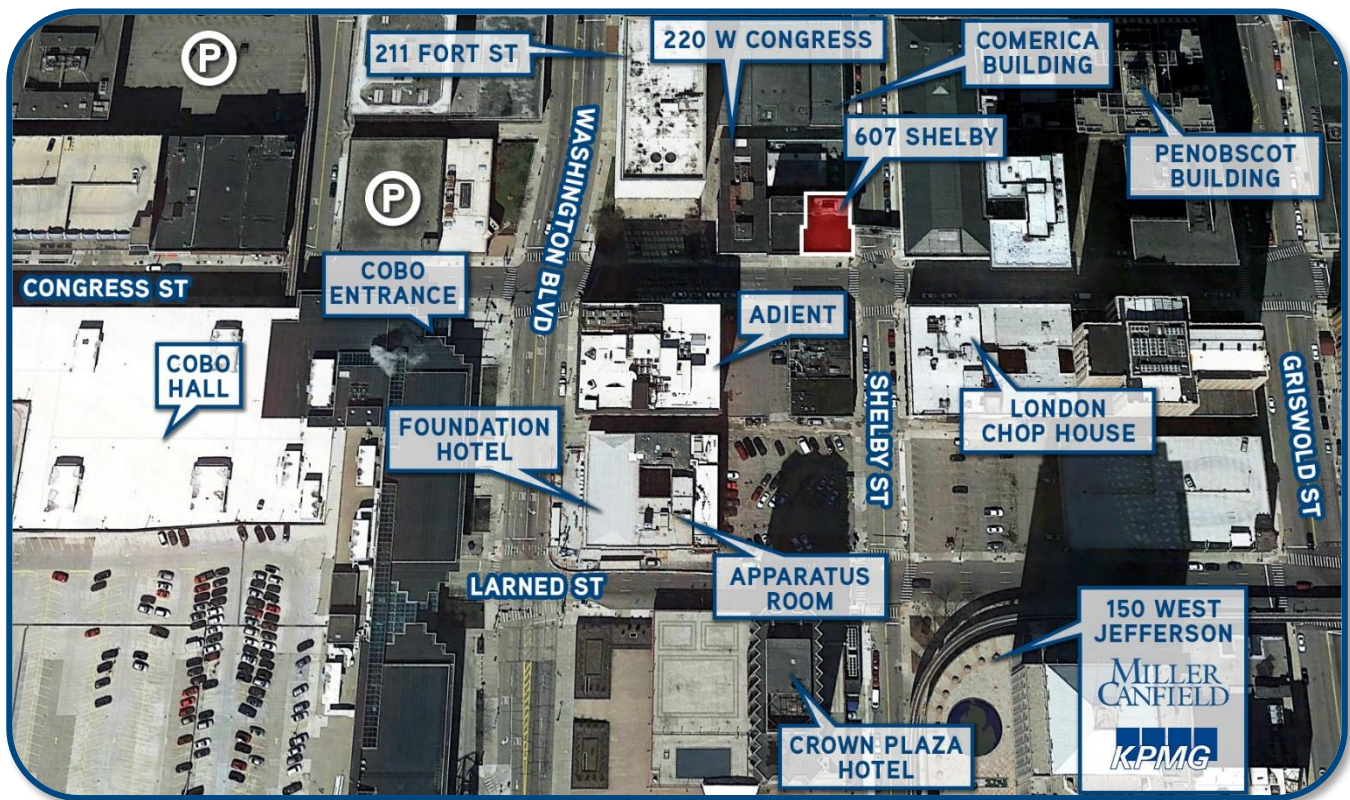 P
211 FORT ST
220 W CONGRESS
COMERICA
BUILDING
607 SHELBY
PENOBSCOT
BUILDING
P
WASHINGTON BLVD
CONGRESS ST
COBO
ENTRANCE
ADIENT
COBO
HALL
FOUNDATION
HOTEL
SHELBY ST
LONDON
CHOP HOUSE
GRISWOLD ST
LARNED ST
APPARATUS
ROOM
150 WEST
JEFFERSON
MILLER
CANFIELD
KPMG
CROWN PLAZA
HOTEL